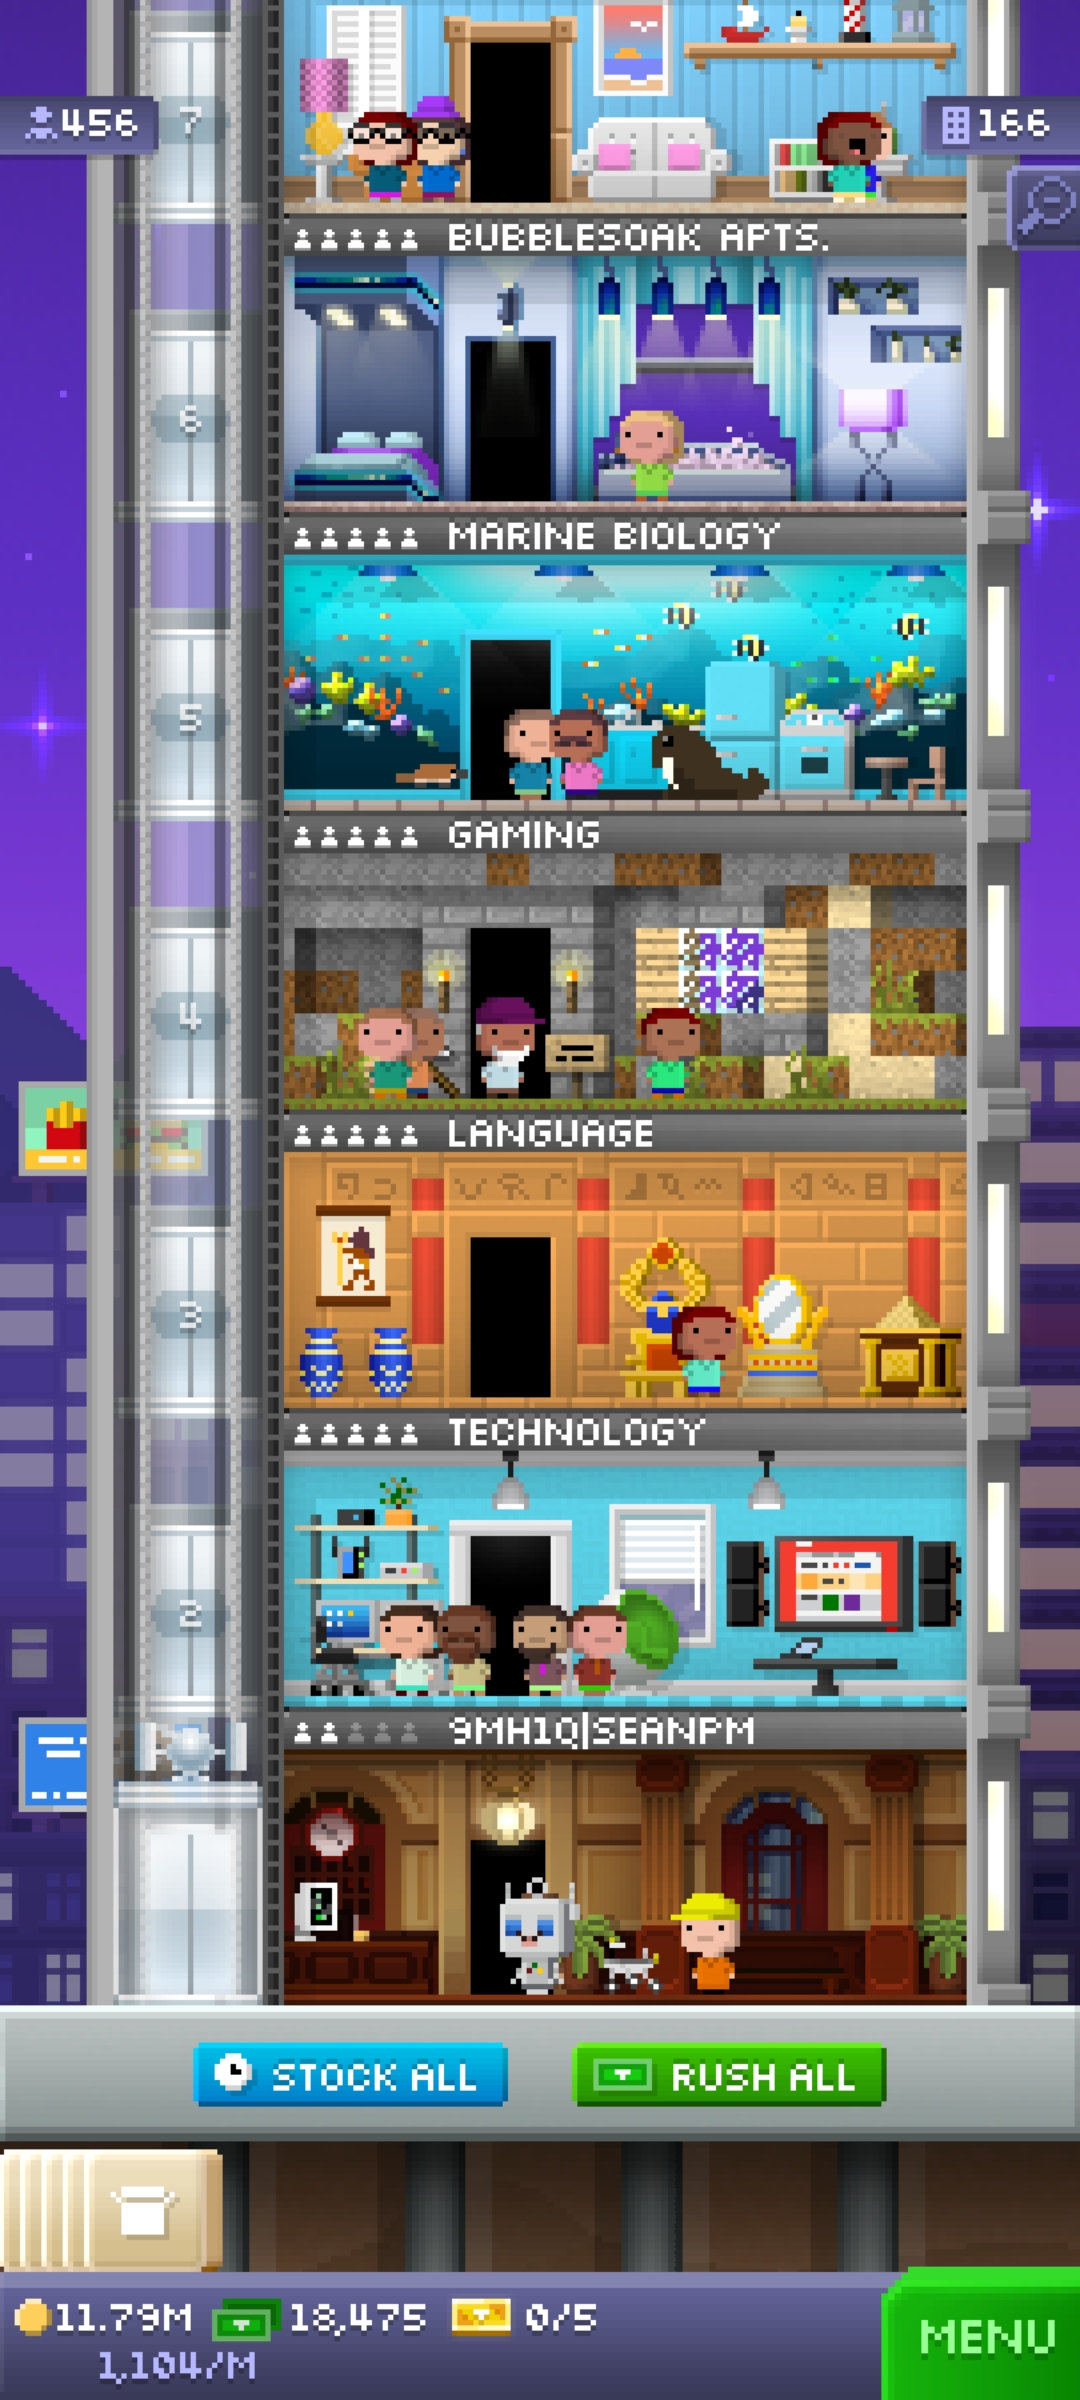 456
7
166
BUBBLESOAK APTS.
6
MARINE BIOLOGY
5
GAMING
4
LANGUAGE
3
TECHNOLOGY
2
9MH1Q|SEANPM
STOCK ALL
RUSH ALL
11.79M
18,475
0/5
MENU
1,104/M